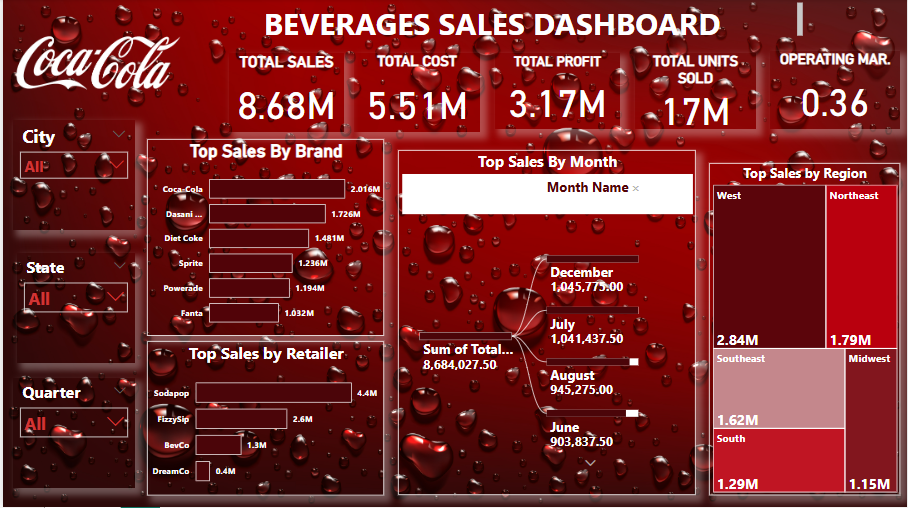 BEVERAGES SALES DASHBOARD
Coca-Cola
TOTAL SALES
8.68M
TOTAL COST
5.51M
TOTAL PROFIT
3.17M
TOTAL UNITS
SOLD
17M
OPERATING MAR.
0.36
City
All
State
All
Quarter
All
Top Sales By Brand
Coca-Cola 2.016M
Dasani ... 1.726M
Diet Coke 1.481M
Sprite 1.236M
Powerade 1.194M
Fanta 1.032M
Top Sales by Retailer
Sodapop 4.4M
FizzySip 2.6M
BevCo 1.3M
DreamCo 0.4M
Top Sales By Month
Month Name ×
Sum of Total...
8,684,027.50
December
1,045,775.00
July
1,041,437.50
August
945,275.00
June
903,837.50
Top Sales by Region
West
2.84M
Northeast
1.79M
Southeast
1.62M
South
1.29M
Midwest
1.15M